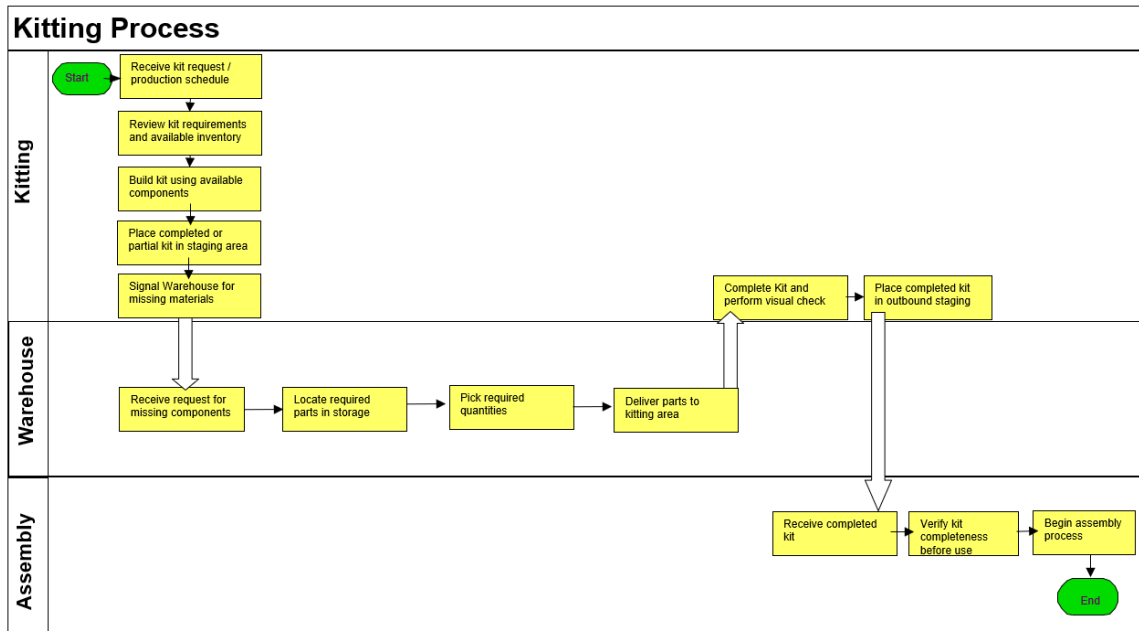 Kitting Process
Kitting
Start
Receive kit request /
production schedule
Review kit requirements
and available inventory
Build kit using available
components
Place completed or
partial kit in staging area
Signal Warehouse for
missing materials
Complete Kit and
perform visual check
Place completed kit
in outbound staging
Warehouse
Receive request for
missing components
Locate required
parts in storage
Pick required
quantities
Deliver parts to
kitting area
Assembly
Receive completed
kit
Verify kit
completeness
before use
Begin assembly
process
End